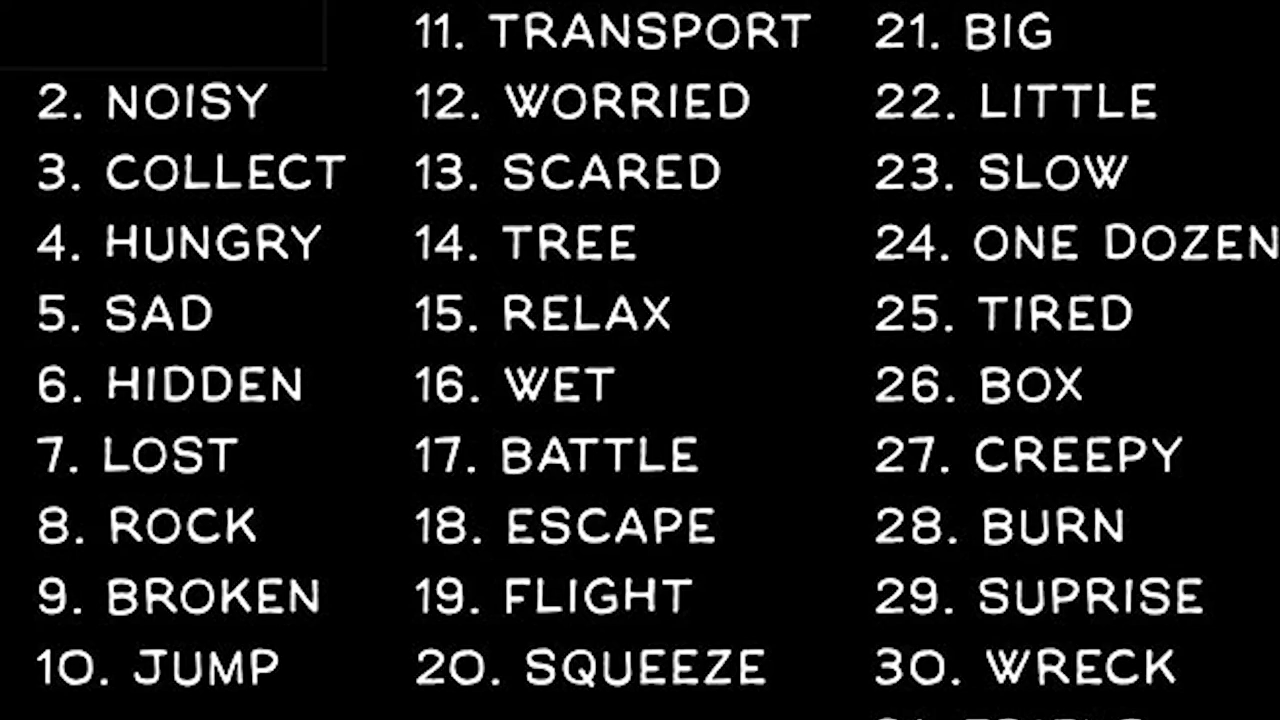 2. NOISY
3. COLLECT
4. HUNGRY
5. SAD
6. HIDDEN
7. LOST
8. ROCK
9. BROKEN
10. JUMP
11. TRANSPORT
12. WORRIED
13. SCARED
14. TREE
15. RELAX
16. WET
17. BATTLE
18. ESCAPE
19. FLIGHT
20. SQUEEZE
21. BIG
22. LITTLE
23. SLOW
24. ONE DOZEN
25. TIRED
26. BOX
27. CREEPY
28. BURN
29. SUPRISE
30. WRECK